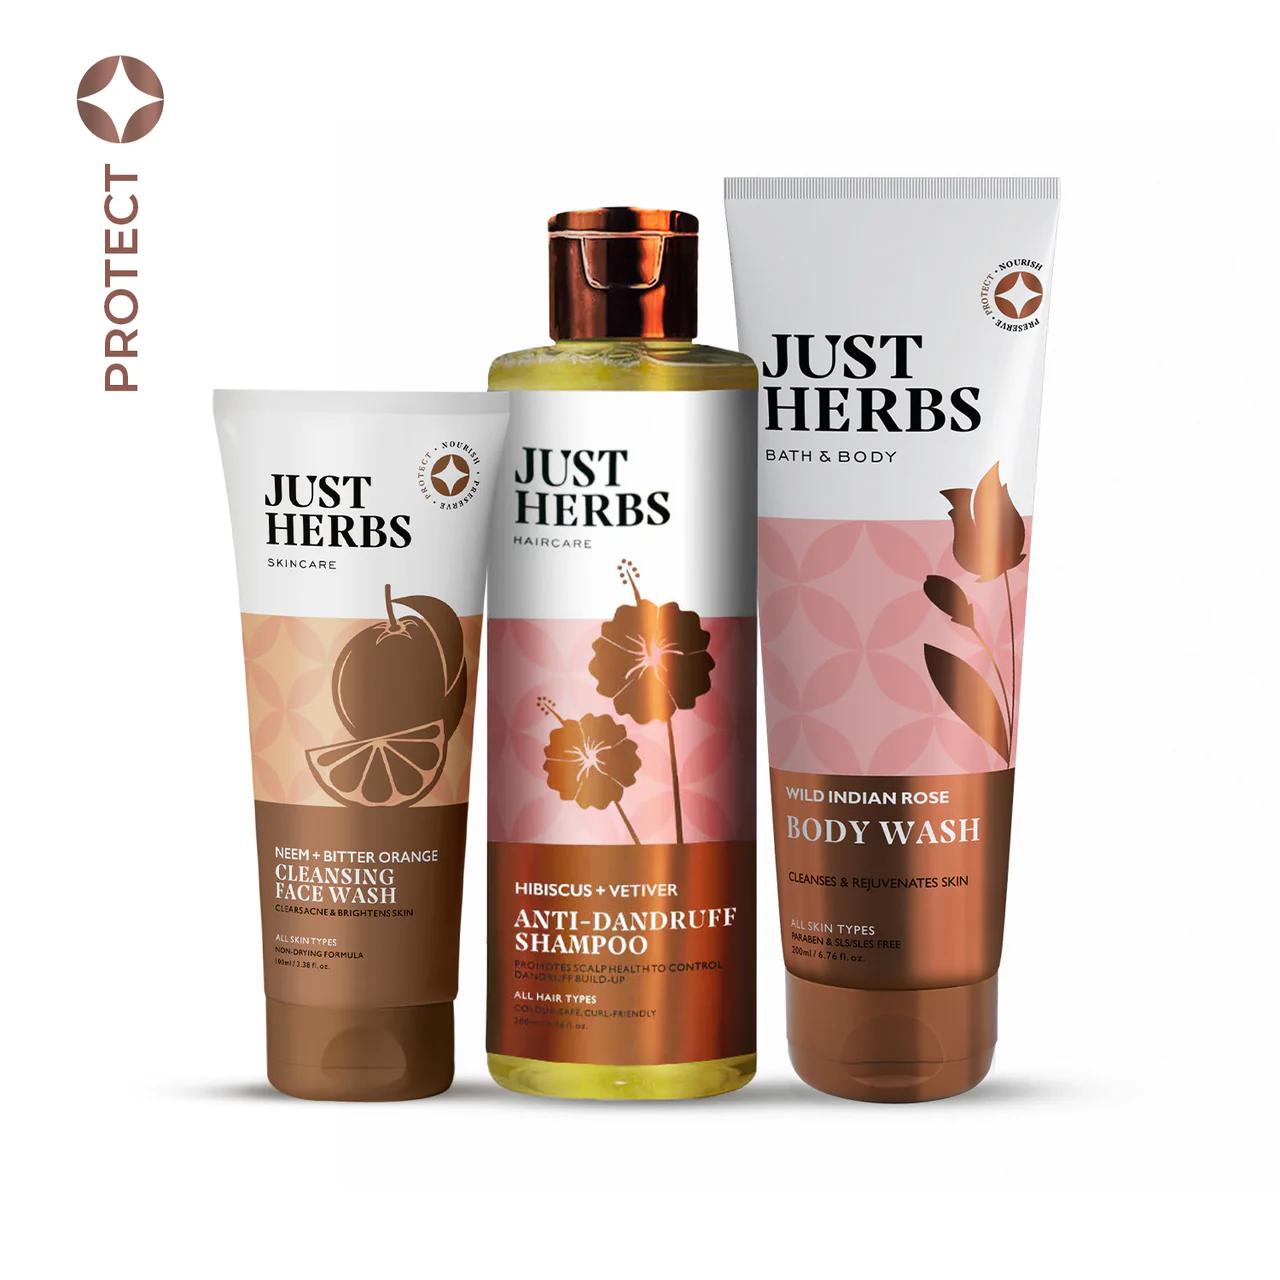 PROTECT
JUST
HERBS
SKINCARE
PROTECT • NOURISH • PRESERVE •
NEEM + BITTER ORANGE
CLEANSING
FACE WASH
CLEARSACNE & BRIGHTENS SKIN
ALL SKIN TYPES
NON-DRYING FORMULA
100ml / 3.38 fl. oz.
JUST
HERBS
HAIRCARE
HIBISCUS + VETIVER
ANTI-DANDRUFF
SHAMPOO
PROMOTES SCALP HEALTH TO CONTROL
DANDRUFF BUILD-UP
ALL HAIR TYPES
COLOUR-SAFE, CURL-FRIENDLY
fl. oz.
PROTECT • NOURISH • PRESERVE •
JUST
HERBS
BATH & BODY
WILD INDIAN ROSE
BODY WASH
CLEANSES & REJUVENATES SKIN
ALL SKIN TYPES
PARABEN & SLS/SLES FREE
200ml / 6.76 fl. oz.